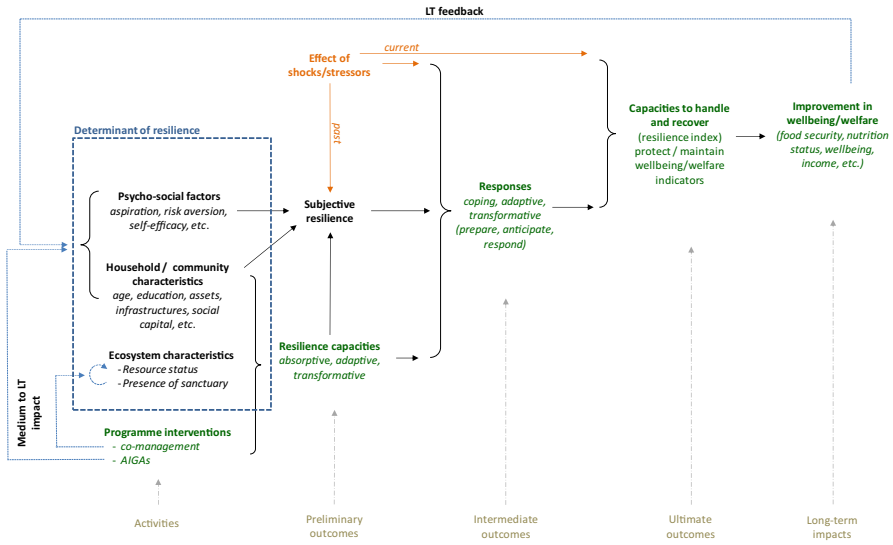 LT feedback
current
Effect of
shocks/stressors
past
Capacities to handle
and recover
(resilience index)
protect / maintain
wellbeing/welfare
indicators
Improvement in
wellbeing/welfare
(food security, nutrition
status, wellbeing,
income, etc.)
Determinant of resilience
Psycho-social factors
aspiration, risk aversion,
self-efficacy, etc.
Subjective
resilience
Responses
coping, adaptive,
transformative
(prepare, anticipate,
respond)
Household / community
characteristics
age, education, assets,
infrastructures, social
capital, etc.
Ecosystem characteristics
- Resource status
- Presence of sanctuary
Resilience capacities
absorptive, adaptive,
transformative
Medium to LT
impact
Programme interventions
- co-management
- AIGAs
Activities
Preliminary
outcomes
Intermediate
outcomes
Ultimate
outcomes
Long-term
impacts